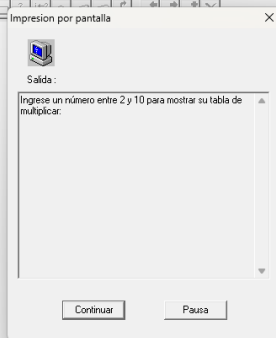 Impresion por pantalla
Salida :
Ingrese un número entre 2 y 10 para mostrar su tabla de
multiplicar:
Continuar
Pausa